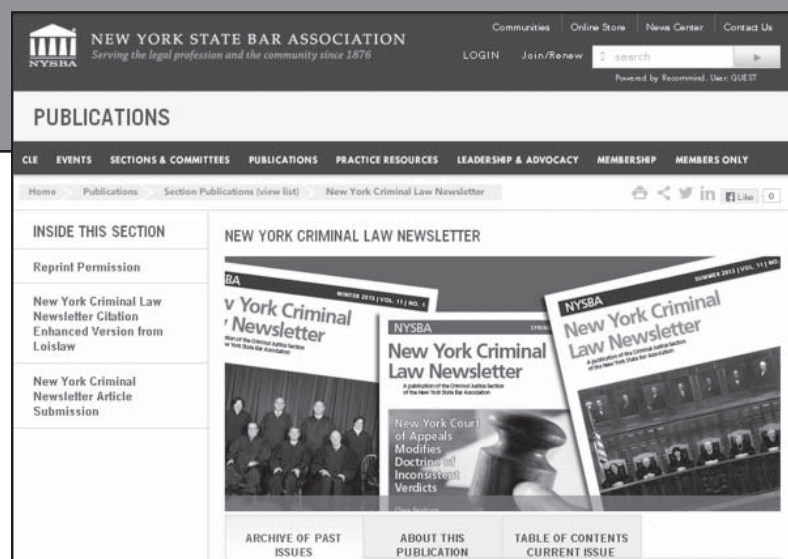 Communities Online Store News Center Contact Us
NYSBA
NEW YORK STATE BAR ASSOCIATION
Serving the legal profession and the community since 1876
LOGIN Join/Renew search
Powered by Recommind. User: GUEST
PUBLICATIONS
CLE EVENTS SECTIONS & COMMITTEES PUBLICATIONS PRACTICE RESOURCES LEADERSHIP & ADVOCACY MEMBERSHIP MEMBERS ONLY
Home Publications Section Publications (view list) New York Criminal Law Newsletter
in Like 0
INSIDE THIS SECTION
Reprint Permission
New York Criminal Law
Newsletter Citation
Enhanced Version from
Loislaw
New York Criminal
Newsletter Article
Submission
NEW YORK CRIMINAL LAW NEWSLETTER
BA
WINTER 2013 | VOL. 11 | NO. 1
v York Criminal
Newsletter
NYSBA
SPRING
New York Criminal
Law Newsletter
A publication of the Criminal Justice Section
of the New York State Bar Association
New York Court
of Appeals
Modifies
Doctrine of
Inconsistent
Verdicts
NYSBA
SUMMER 2013 | VOL. 11 | NO.
New York Criminal
Law Newsletter
A publication of the Criminal Justice Section
of the New York State Bar Association
ARCHIVE OF PAST
ISSUES
ABOUT THIS
PUBLICATION
TABLE OF CONTENTS
CURRENT ISSUE